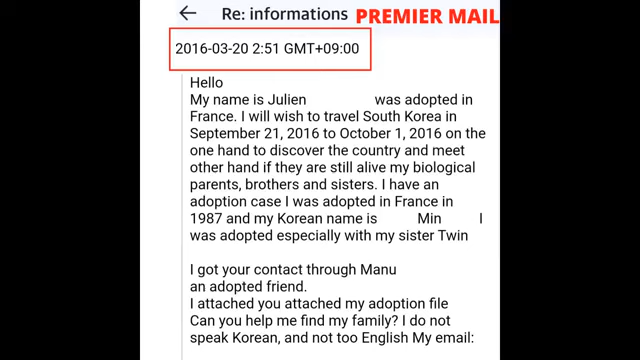 Re: informations PREMIER MAIL
2016-03-20 2:51 GMT+09:00
Hello
My name is Julien was adopted in
France. I will wish to travel South Korea in
September 21, 2016 to October 1, 2016 on the
one hand to discover the country and meet
other hand if they are still alive my biological
parents, brothers and sisters. I have an
adoption case I was adopted in France in
1987 and my Korean name is Min I
was adopted especially with my sister Twin
I got your contact through Manu
an adopted friend.
I attached you attached my adoption file
Can you help me find my family? I do not
speak Korean, and not too English My email: